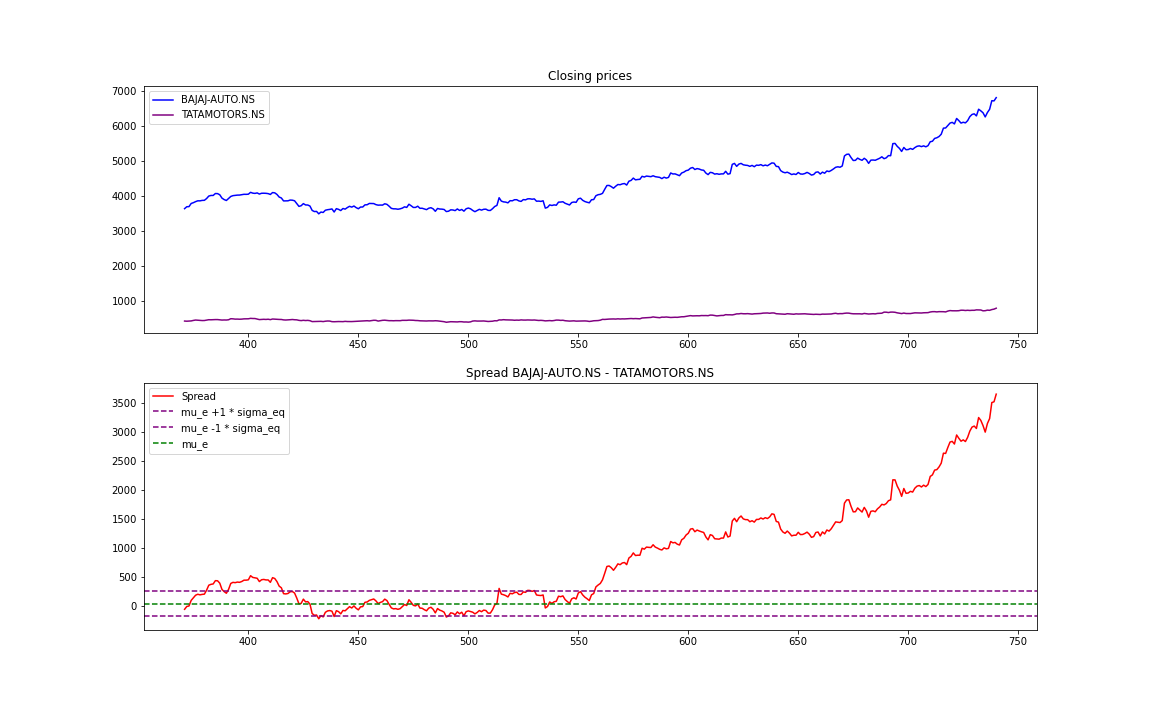 Closing prices
7000
6000
5000
4000
3000
2000
1000
BAJAJ-AUTO.NS
TATAMOTORS.NS
400 450 500 550 600 650 700 750
Spread BAJAJ-AUTO.NS - TATAMOTORS.NS
3500
3000
2500
2000
1500
1000
500
0
Spread
mu_e +1 * sigma_eq
mu_e -1 * sigma_eq
mu_e
400 450 500 550 600 650 700 750